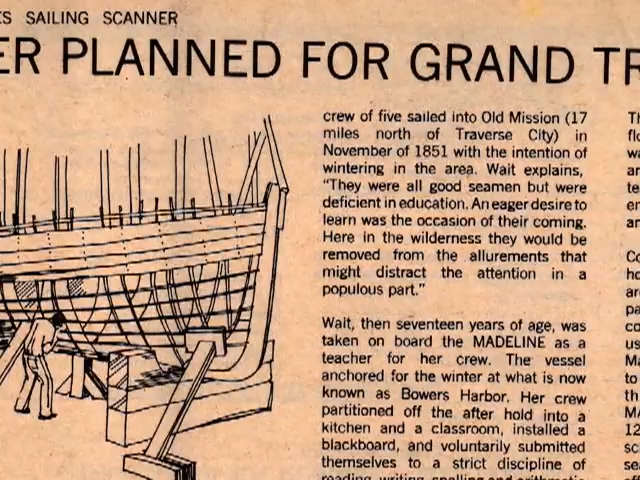 ES SAILING SCANNER
ER PLANNED FOR GRAND TR
crew of five sailed into Old Mission (17
miles north of Traverse City) in
November of 1851 with the intention of
wintering in the area. Wait explains,
"They were all good seamen but were
deficient in education. An eager desire to
learn was the occasion of their coming.
Here in the wilderness they would be
removed from the allurements that
might distract the attention in a
populous part."
Wait, then seventeen years of age, was
taken on board the MADELINE as a
teacher for her crew. The vessel
anchored for the winter at what is now
known as Bowers Harbor. Her crew
partitioned off the after hold into a
kitchen and a classroom, installed a
blackboard, and voluntarily submitted
themselves to a strict discipline of
reading, writing, spelling and arithmetic